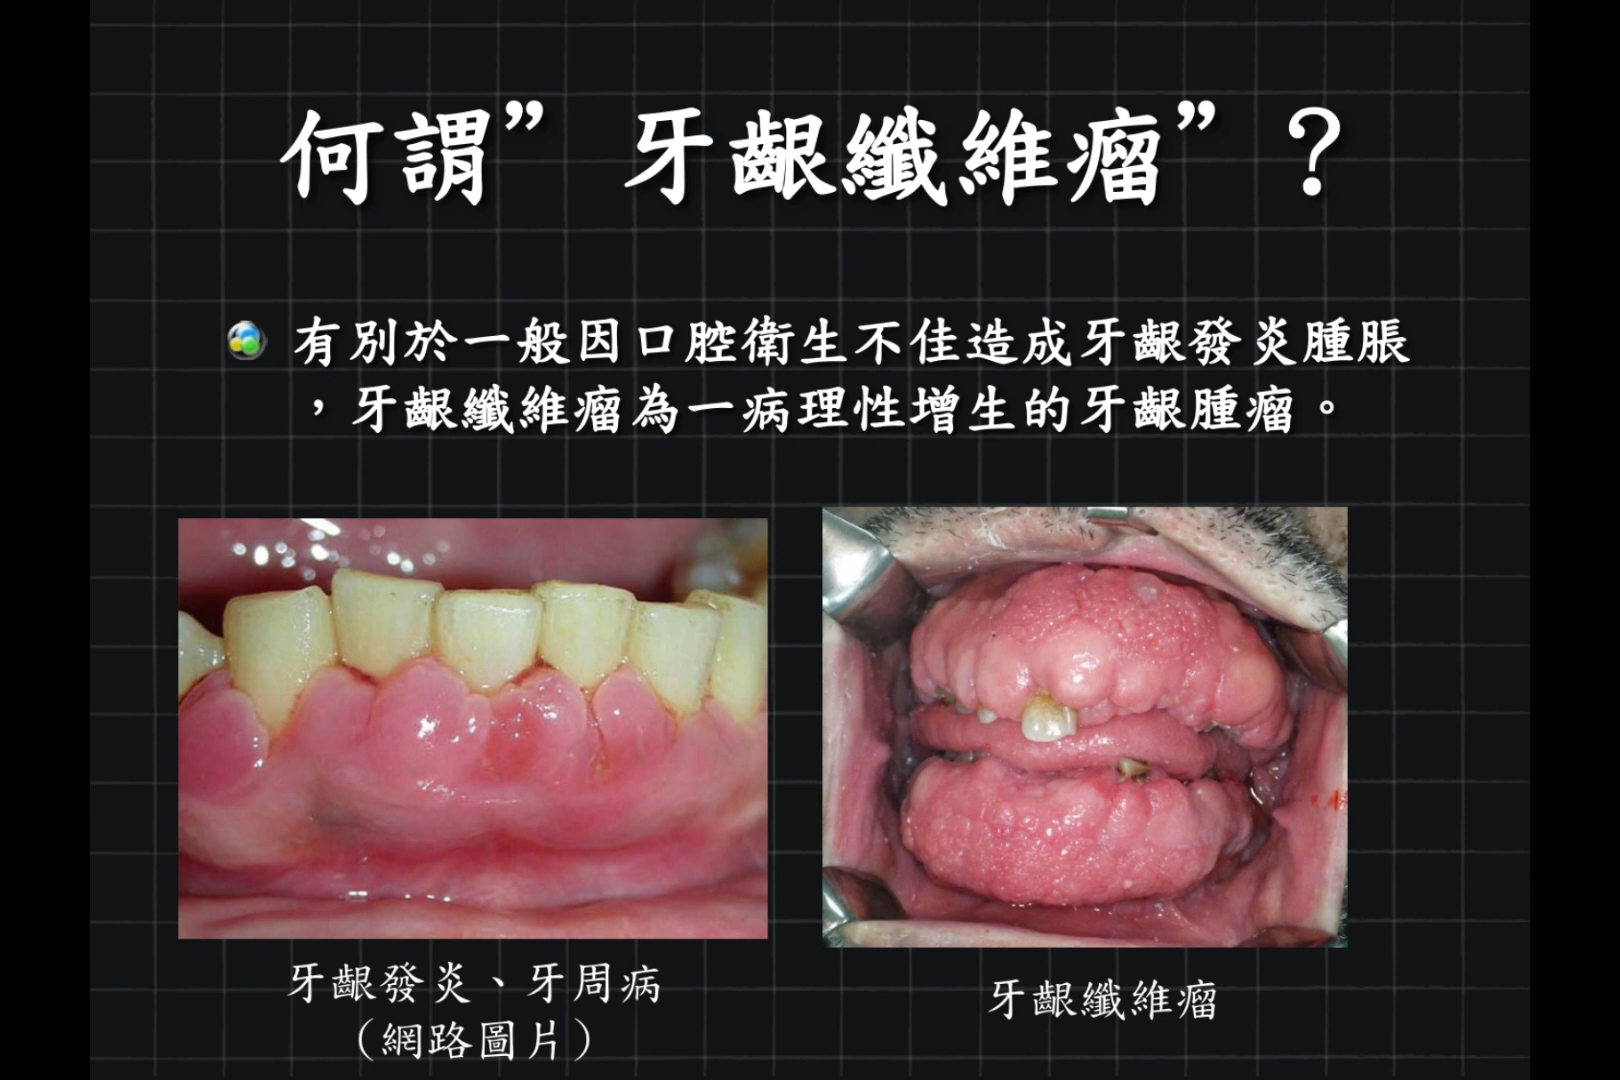 何謂”牙齦纖維瘤”?
有別於一般因口腔衛生不佳造成牙齦發炎腫脹
，牙齦纖維瘤為一病理性增生的牙齦腫瘤。
牙齦發炎、牙周病
（網路圖片）
牙齦纖維瘤